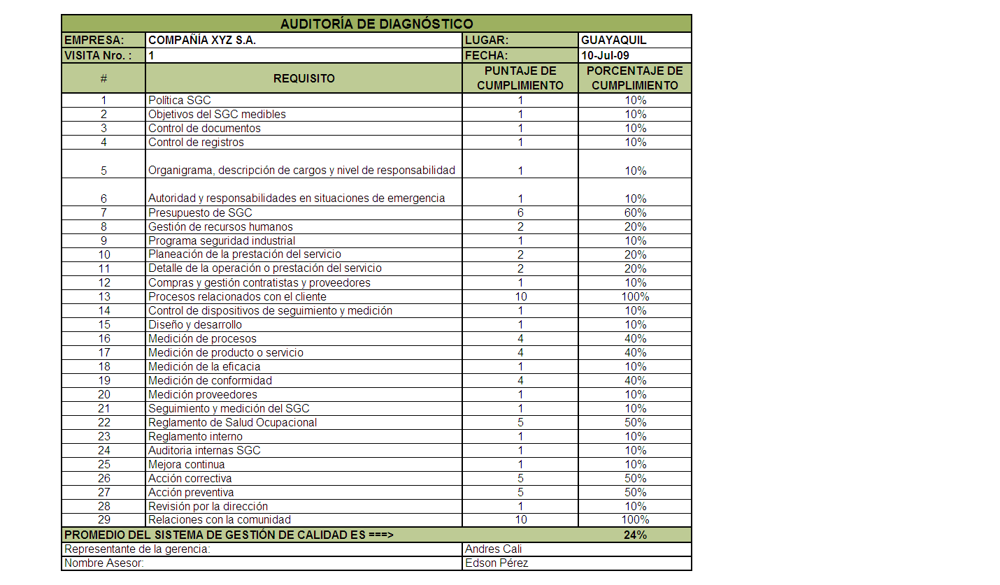 AUDITORÍA DE DIAGNÓSTICO
EMPRESA: COMPAÑÍA XYZ S.A. LUGAR: GUAYAQUIL
VISITA Nro. : 1 FECHA: 10-Jul-09
# REQUISITO PUNTAJE DE CUMPLIMIENTO PORCENTAJE DE CUMPLIMIENTO
1 Política SGC 1 10%
2 Objetivos del SGC medibles 1 10%
3 Control de documentos 1 10%
4 Control de registros 1 10%
5 Organigrama, descripción de cargos y nivel de responsabilidad 1 10%
6 Autoridad y responsabilidades en situaciones de emergencia 1 10%
7 Presupuesto de SGC 6 60%
8 Gestión de recursos humanos 2 20%
9 Programa seguridad industrial 1 10%
10 Planeación de la prestación del servicio 2 20%
11 Detalle de la operación o prestación del servicio 2 20%
12 Compras y gestión contratistas y proveedores 1 10%
13 Procesos relacionados con el cliente 10 100%
14 Control de dispositivos de seguimiento y medición 1 10%
15 Diseño y desarrollo 1 10%
16 Medición de procesos 4 40%
17 Medición de producto o servicio 4 40%
18 Medición de la eficacia 1 10%
19 Medición de conformidad 4 40%
20 Medición proveedores 1 10%
21 Seguimiento y medición del SGC 1 10%
22 Reglamento de Salud Ocupacional 5 50%
23 Reglamento interno 1 10%
24 Auditoria internas SGC 1 10%
25 Mejora continua 1 10%
26 Acción correctiva 5 50%
27 Acción preventiva 5 50%
28 Revisión por la dirección 1 10%
29 Relaciones con la comunidad 10 100%
PROMEDIO DEL SISTEMA DE GESTIÓN DE CALIDAD ES ===> 24%
Representante de la gerencia: Andres Cali
Nombre Asesor: Edson Pérez